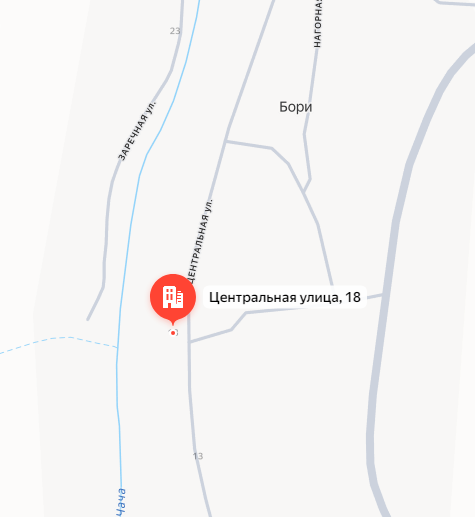 НАГОРНАЯ
23
Бори
ЗАРЕЧНАЯ ул.
ЦЕНТРАЛЬНАЯ ул.
Центральная улица, 18
13
Чача